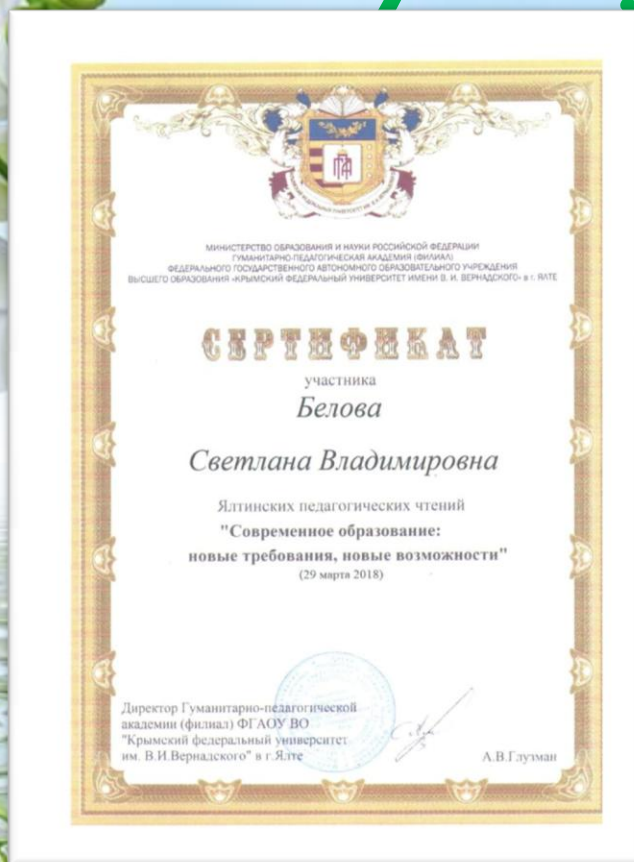 МИНИСТЕРСТВО ОБРАЗОВАНИЯ И НАУКИ РОССИЙСКОЙ ФЕДЕРАЦИИ
ГУМАНИТАРНО-ПЕДАГОГИЧЕСКАЯ АКАДЕМИЯ (ФИЛИАЛ)
ФЕДЕРАЛЬНОГО ГОСУДАРСТВЕННОГО АВТОНОМНОГО ОБРАЗОВАТЕЛЬНОГО УЧРЕЖДЕНИЯ
ВЫСШЕГО ОБРАЗОВАНИЯ «КРЫМСКИЙ ФЕДЕРАЛЬНЫЙ УНИВЕРСИТЕТ ИМЕНИ В. И. ВЕРНАДСКОГО» в г. ЯЛТЕ
СЕРТИФИКАТ
участника
Белова
Светлана Владимировна
Ялтинских педагогических чтений
"Современное образование:
новые требования, новые возможности"
(29 марта 2018)
Директор Гуманитарно-педагогической
академии (филиал) ФГАОУ ВО
"Крымский федеральный университет
им. В.И.Вернадского" в г.Ялте
А.В.Глузман